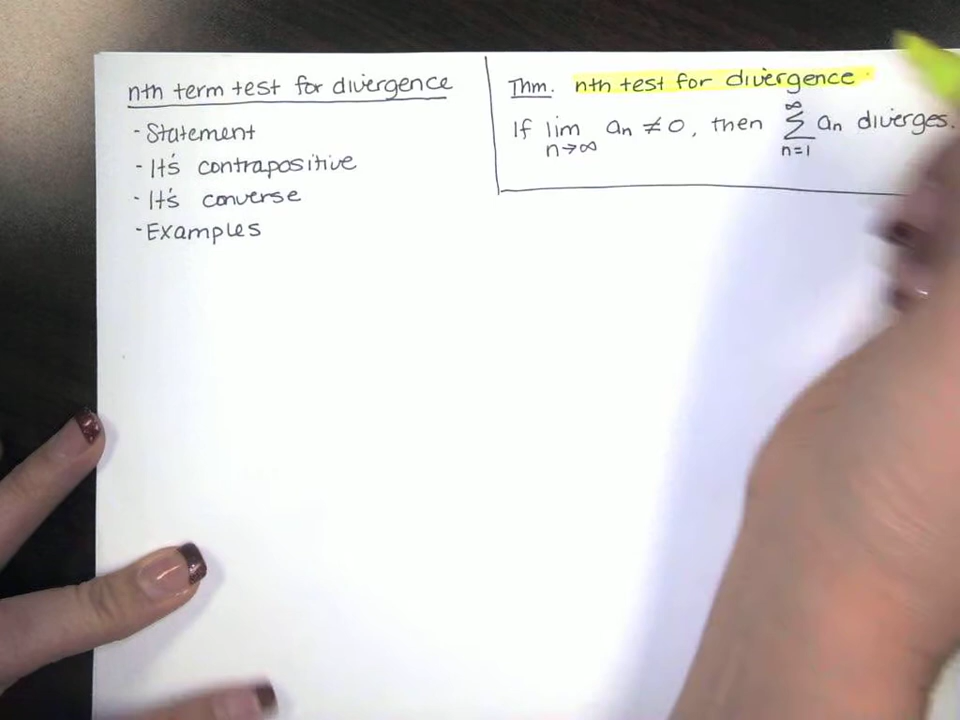 nth term test for divergence
- Statement
- It's contrapositive
- It's converse
- Examples
Thm. nth test for divergence
If lim n→∞ an ≠ 0, then ∞ Σ n=1 an diverges.